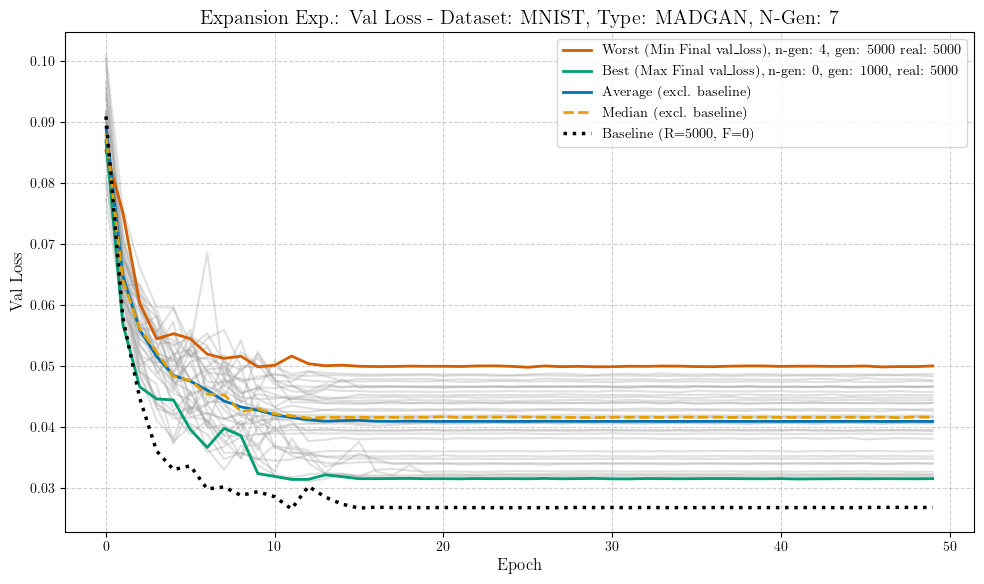 Expansion Exp.: Val Loss - Dataset: MNIST, Type: MADGAN, N-Gen: 7
Worst (Min Final val_loss), n-gen: 4, gen: 5000 real: 5000
Best (Max Final val_loss), n-gen: 0, gen: 1000, real: 5000
Average (excl. baseline)
Median (excl. baseline)
Baseline (R=5000, F=0)
Val Loss
0.10
0.09
0.08
0.07
0.06
0.05
0.04
0.03
0
10
20
30
40
50
Epoch